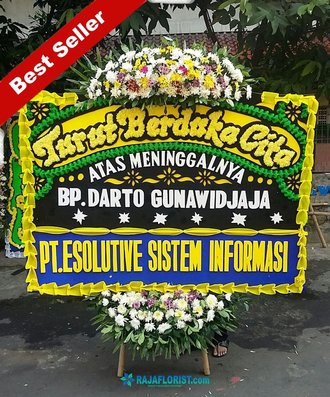 Best Seller
Turut Berduka Cita
ATAS MENINGGALNYA
BP. DARTO GUNAWIDJAJA
PT. ESOLUTIVE SISTEM INFORMASI
RAJAFLORIST.com